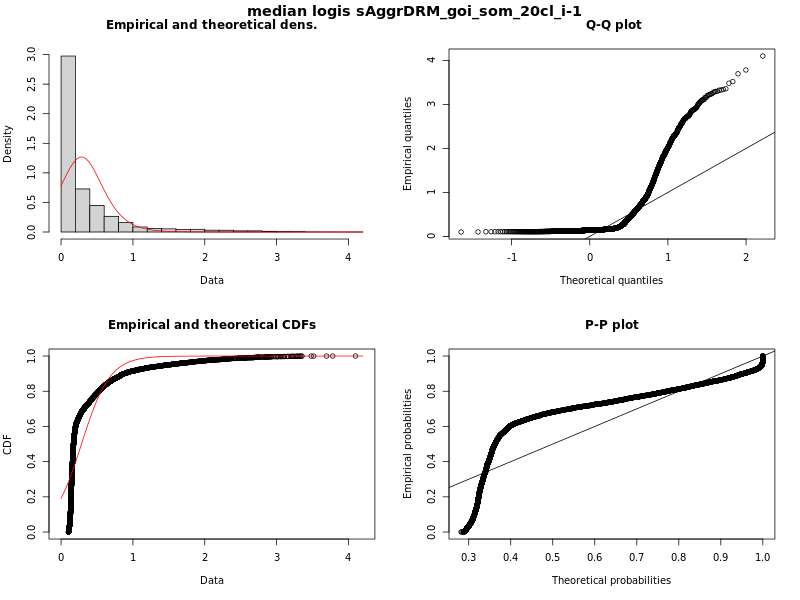 median logis sAggrDRM_goi_som_20cl_i-1
Empirical and theoretical dens.
Density
0.0 0.5 1.0 1.5 2.0 2.5 3.0
0 1 2 3 4
Data
Q-Q plot
Empirical quantiles
0 1 2 3 4
-1 0 1 2
Theoretical quantiles
Empirical and theoretical CDFs
CDF
0.0 0.2 0.4 0.6 0.8 1.0
0 1 2 3 4
Data
P-P plot
Empirical probabilities
0.0 0.2 0.4 0.6 0.8 1.0
0.3 0.4 0.5 0.6 0.7 0.8 0.9 1.0
Theoretical probabilities